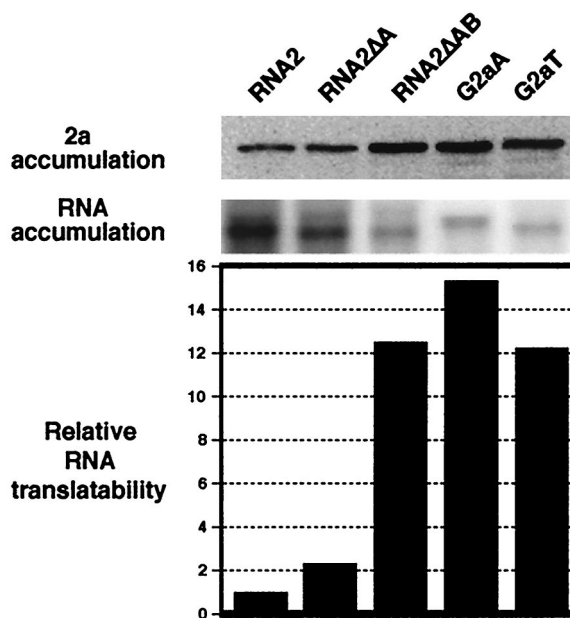 RNA2 RNA2ΔA RNA2ΔAB G2aA G2aT
2a
accumulation
RNA
accumulation
16
14
12
10
8
6
4
2
0
Relative
RNA
translatability